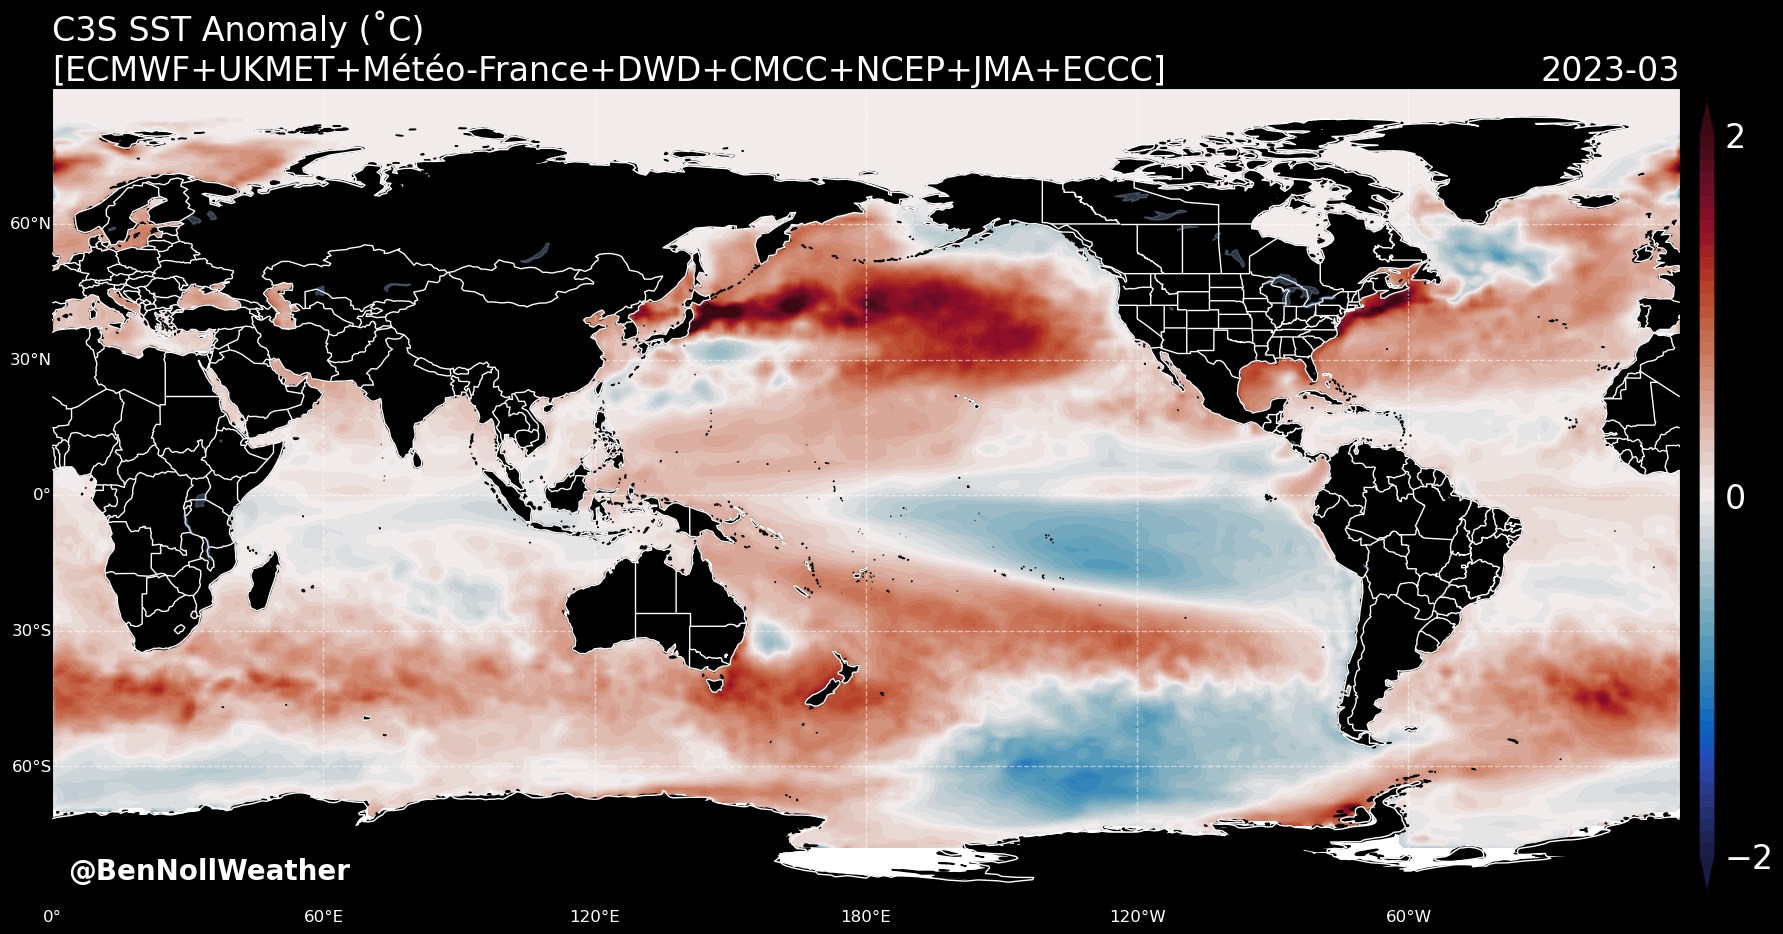 C3S SST Anomaly (˚C)
[ECMWF+UKMET+Météo-France+DWD+CMCC+NCEP+JMA+ECCC]
2023-03
2
0
−2
60°N
30°N
0°
30°S
60°S
@BenNollWeather
0°
60°E
120°E
180°E
120°W
60°W